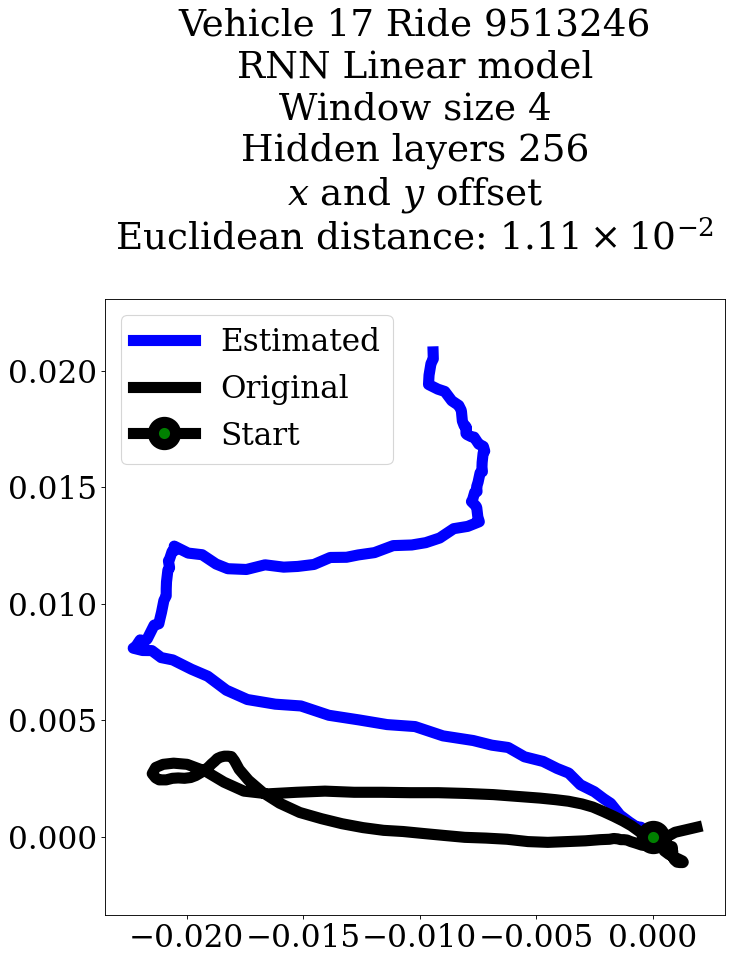 Vehicle 17 Ride 9513246
RNN Linear model
Window size 4
Hidden layers 256
x and y offset
Euclidean distance: 1.11 × 10⁻²
Estimated
Original
Start
0.020
0.015
0.010
0.005
0.000
−0.020 −0.015 −0.010 −0.005 0.000